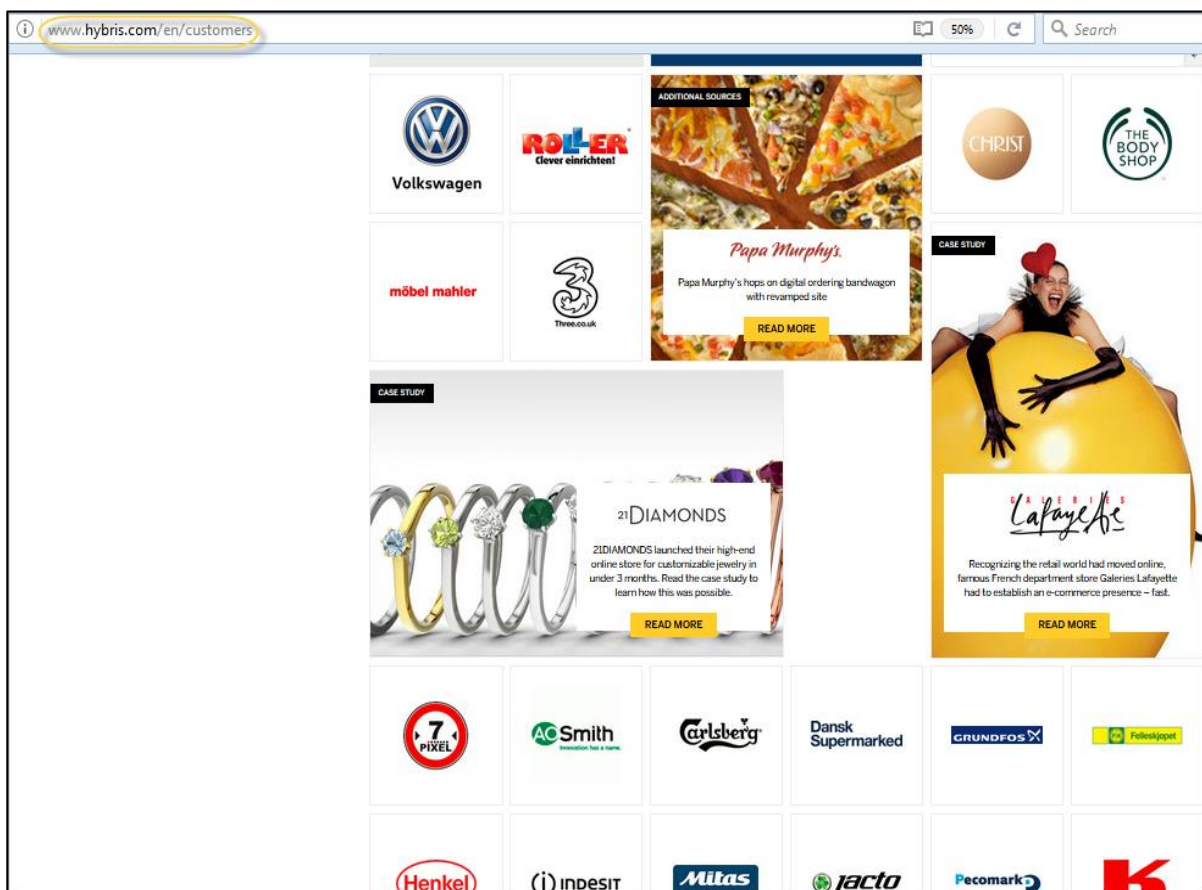 www.hybris.com/en/customers
50%
Search
Volkswagen
ROLLER
Clever einrichten!
ADDITIONAL SOURCES
Papa Murphy's.
Papa Murphy's hops on digital ordering bandwagon
with revamped site
READ MORE
CHRIST
THE
BODY
SHOP
möbel mahler
3
Three.co.uk
CASE STUDY
GALERIES
Lafayette
Recognizing the retail world had moved online,
famous French department store Galeries Lafayette
had to establish an e-commerce presence – fast.
READ MORE
CASE STUDY
21DIAMONDS
21DIAMONDS launched their high-end
online store for customizable jewelry in
under 3 months. Read the case study to
learn how this was possible.
READ MORE
7
PIXEL
AO Smith
Innovation has a name.
Carlsberg
Dansk
Supermarked
GRUNDFOS
Felleskjøpet
Henkel
indesit
Mitas
Jacto
Pecomark
K